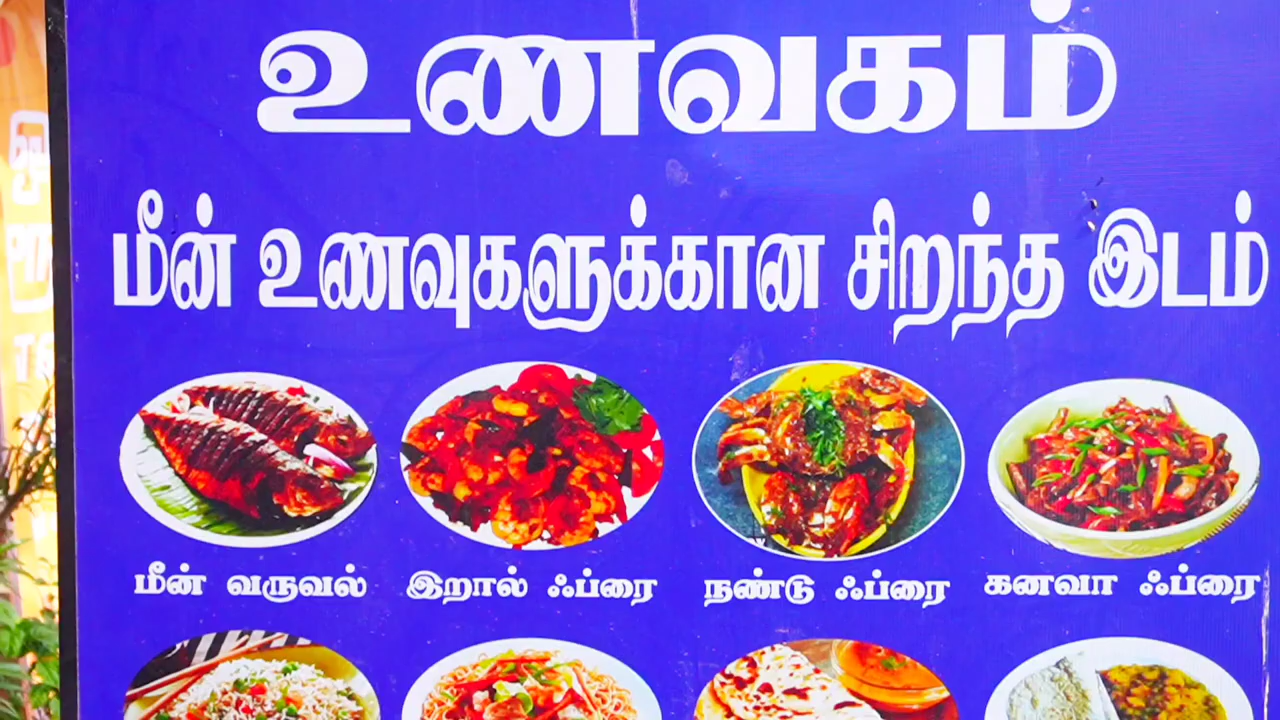 உணவகம்
மீன் உணவுகளுக்கான சிறந்த இடம்
மீன் வருவல் இறால் ஃப்ரை நண்டு ஃப்ரை கனவா ஃப்ரை